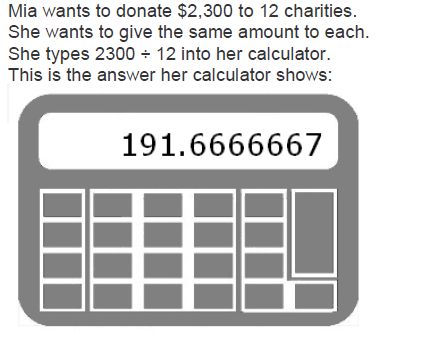 Mia wants to donate $2,300 to 12 charities.
She wants to give the same amount to each.
She types 2300 ÷ 12 into her calculator.
This is the answer her calculator shows:
191.6666667